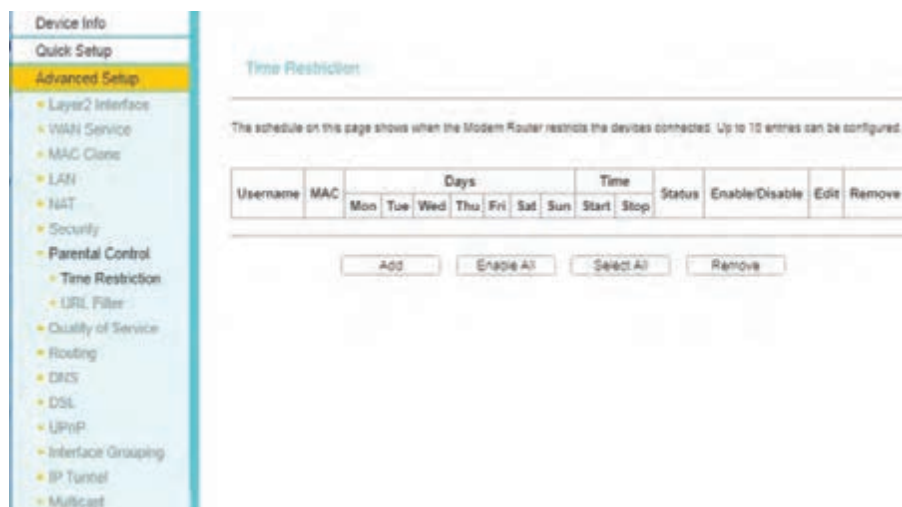 Device Info
Quick Setup
Advanced Setup
Layer2 Interface
WAN Service
MAC Clone
LAN
NAT
Security
Parental Control
Time Restriction
URL Filter
Quality of Service
Routing
DNS
DSL
UPnP
Interface Grouping
IP Tunnel
Multicast
Time Restriction
The schedule on this page shows when the Modem Router restricts the devices connected. Up to 16 entries can be configured.
Username MAC Days Time Status Enable/Disable Edit Remove
Mon Tue Wed Thu Fri Sat Sun Start Stop
Add Enable All Select All Remove